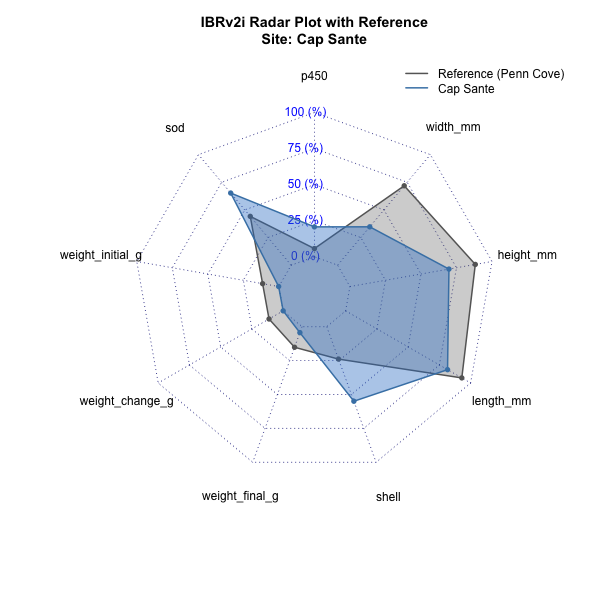 IBRv2i Radar Plot with Reference
Site: Cap Sante
p450
Reference (Penn Cove)
Cap Sante
100 (%)
sod
width_mm
75 (%)
50 (%)
25 (%)
weight_initial_g
0 (%)
height_mm
weight_change_g
length_mm
weight_final_g
shell